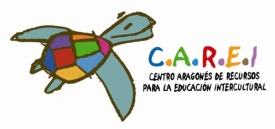 C.A.R.E.I
CENTRO ARAGONÉS DE RECURSOS
PARA LA EDUCACIÓN INTERCULTURAL